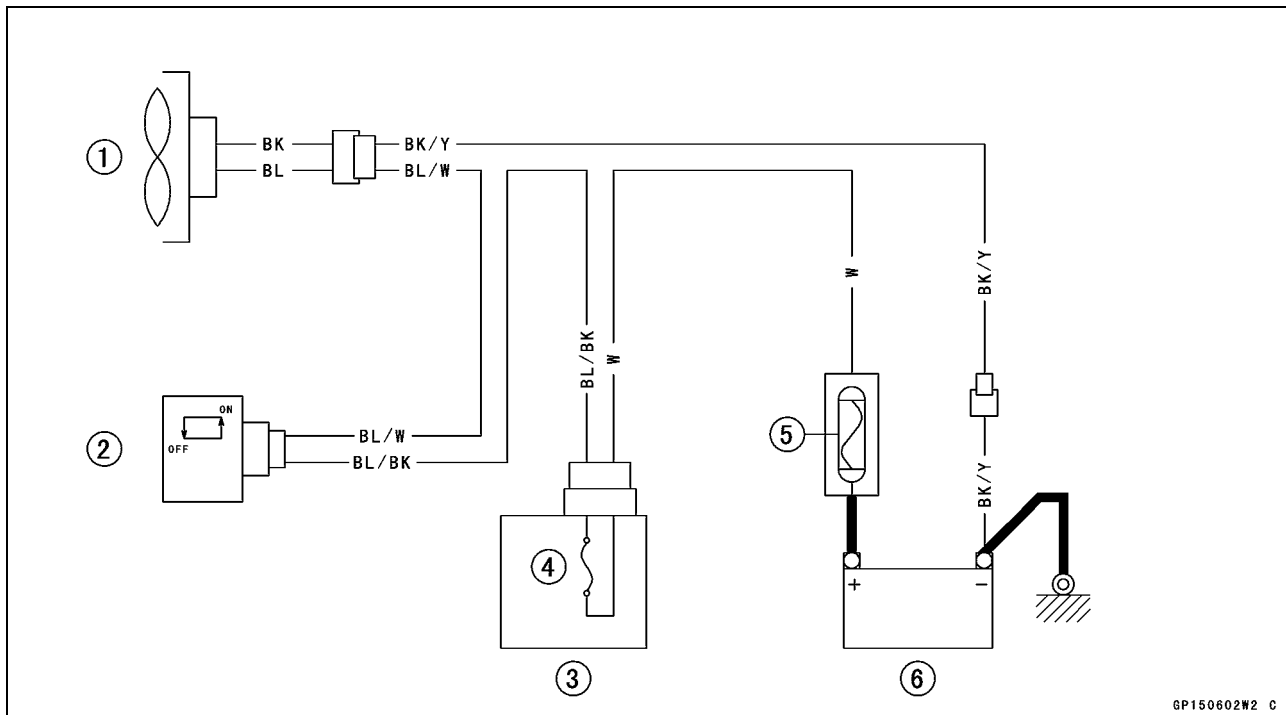 BK BK/Y
1
BL BL/W
W
BK/Y
BL/BK
W
ON
OFF
2
BL/W
BL/BK
5
BK/Y
4
+ −
3
6
GP150602W2 C